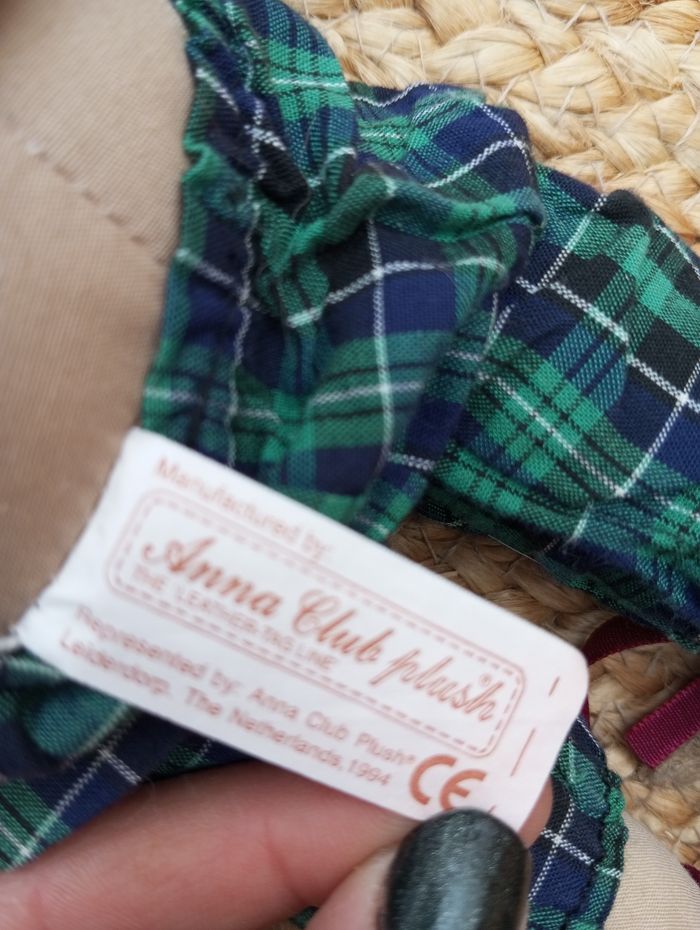 Manufactured by:
Anna Club plush®
THE "LEATHER-TAG LINE"
Represented by: Anna Club Plush®
Leiderdorp, The Netherlands, 1994
CE